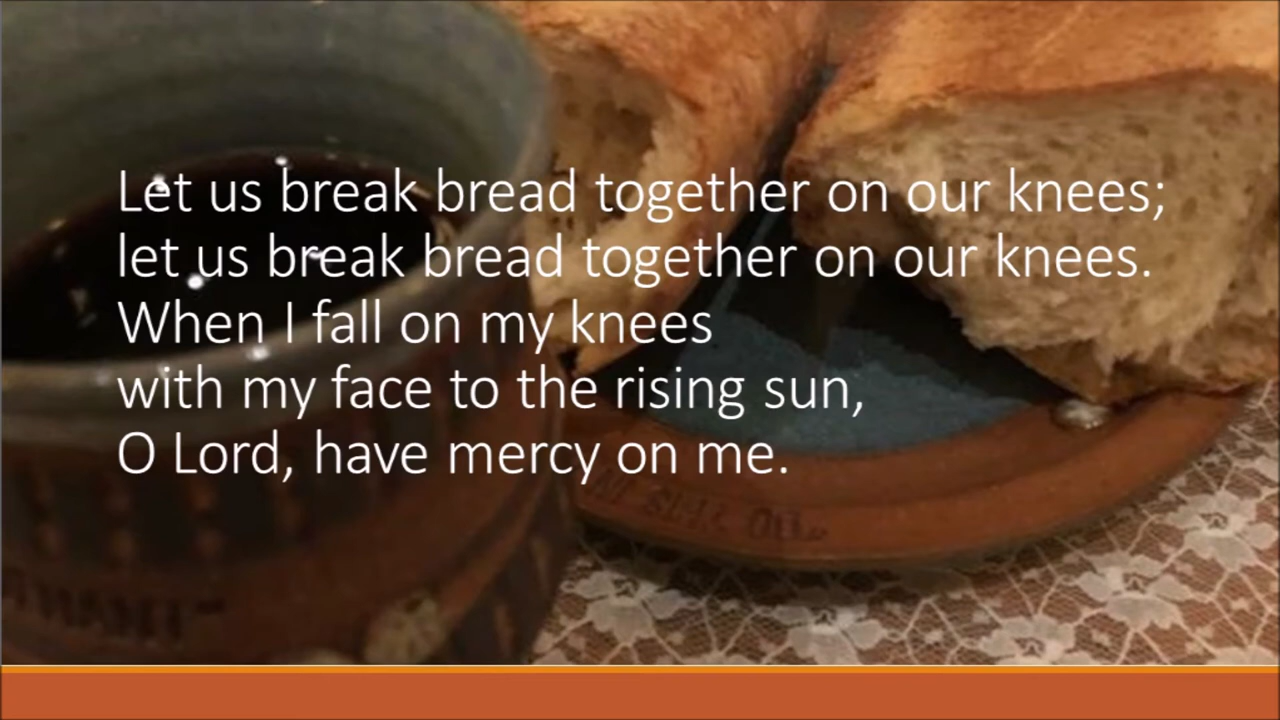 Let us break bread together on our knees;
let us break bread together on our knees.
When I fall on my knees
with my face to the rising sun,
O Lord, have mercy on me.